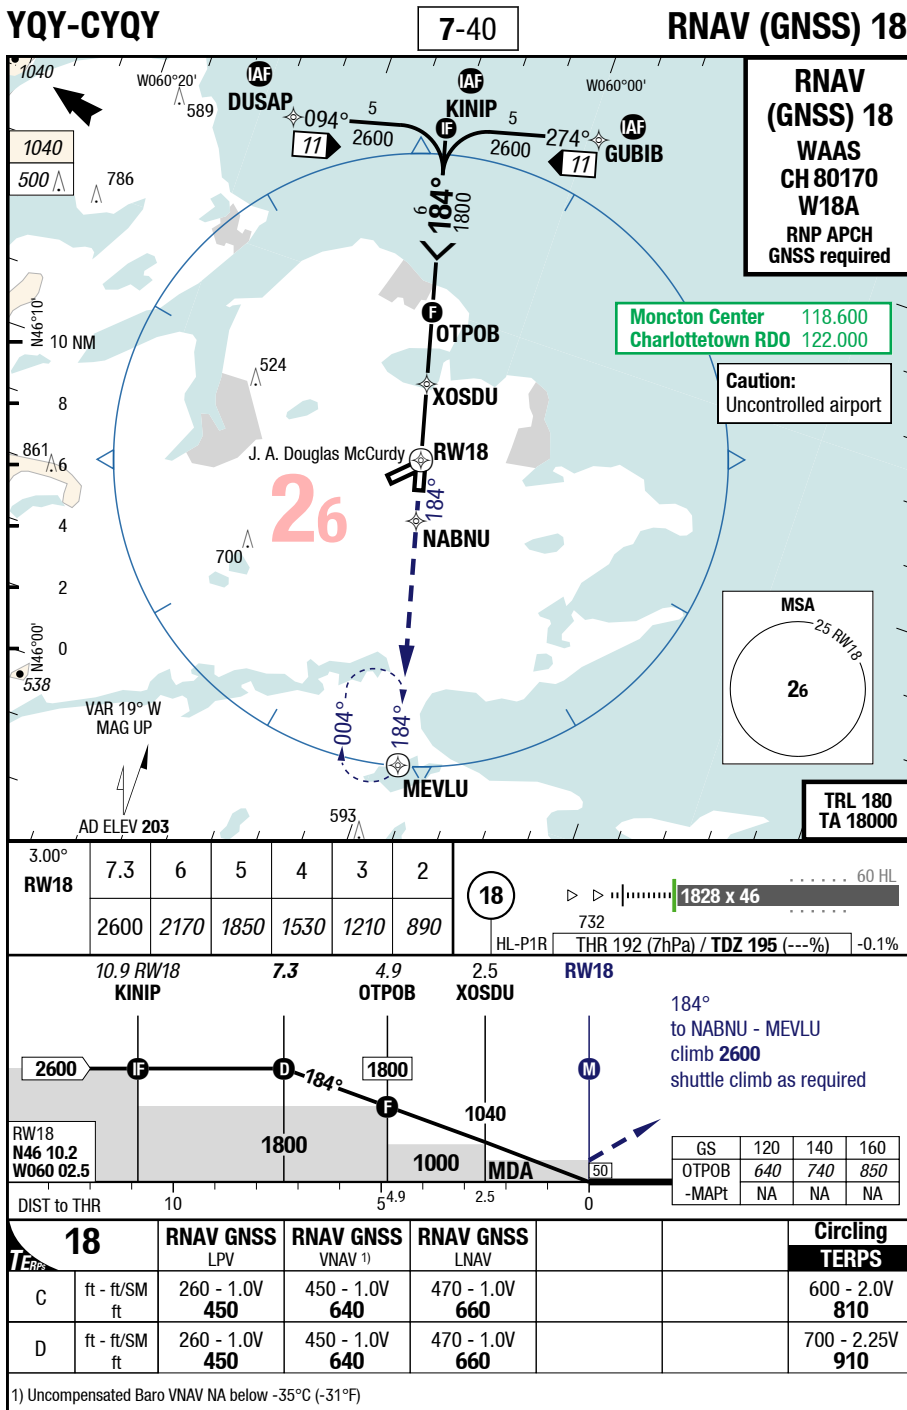 YQY-CYQY
7-40
RNAV (GNSS) 18
1040
W060°20'
W060°00'
IAF
IAF
IAF
DUSAP
KINIP
GUBIB
589
094°
5
2600
11
IF
5
2600
274°
11
1040
500
786
RNAV
(GNSS) 18
WAAS
CH 80170
W18A
RNP APCH
GNSS required
6
184°
1800
N46°10'
10 NM
F
OTPOB
Moncton Center 118.600
Charlottetown RDO 122.000
524
XOSDU
Caution:
Uncontrolled airport
8
861
6
J. A. Douglas McCurdy
RW18
26
184°
4
NABNU
700
2
MSA
25 RW18
26
N46°00'
0
538
VAR 19° W
MAG UP
004°
184°
MEVLU
AD ELEV 203
593
TRL 180
TA 18000
3.00°
RW18
7.3 6 5 4 3 2
2600 2170 1850 1530 1210 890
18
60 HL
1828 x 46
732
HL-P1R
THR 192 (7hPa) / TDZ 195 (---%)
-0.1%
10.9 RW18 7.3 4.9 2.5 RW18
KINIP OTPOB XOSDU
184°
to NABNU - MEVLU
climb 2600
shuttle climb as required
2600
IF
D
184°
1800
F
M
1040
1800
1000
MDA
50
RW18
N46 10.2
W060 02.5
GS 120 140 160
OTPOB 640 740 850
-MAPt NA NA NA
DIST to THR 10 5 4.9 2.5 0
TERPS
18
RNAV GNSS RNAV GNSS RNAV GNSS Circling
LPV VNAV 1) LNAV TERPS
C ft - ft/SM 260 - 1.0V 450 - 1.0V 470 - 1.0V 600 - 2.0V
ft 450 640 660 810
D ft - ft/SM 260 - 1.0V 450 - 1.0V 470 - 1.0V 700 - 2.25V
ft 450 640 660 910
1) Uncompensated Baro VNAV NA below -35°C (-31°F)